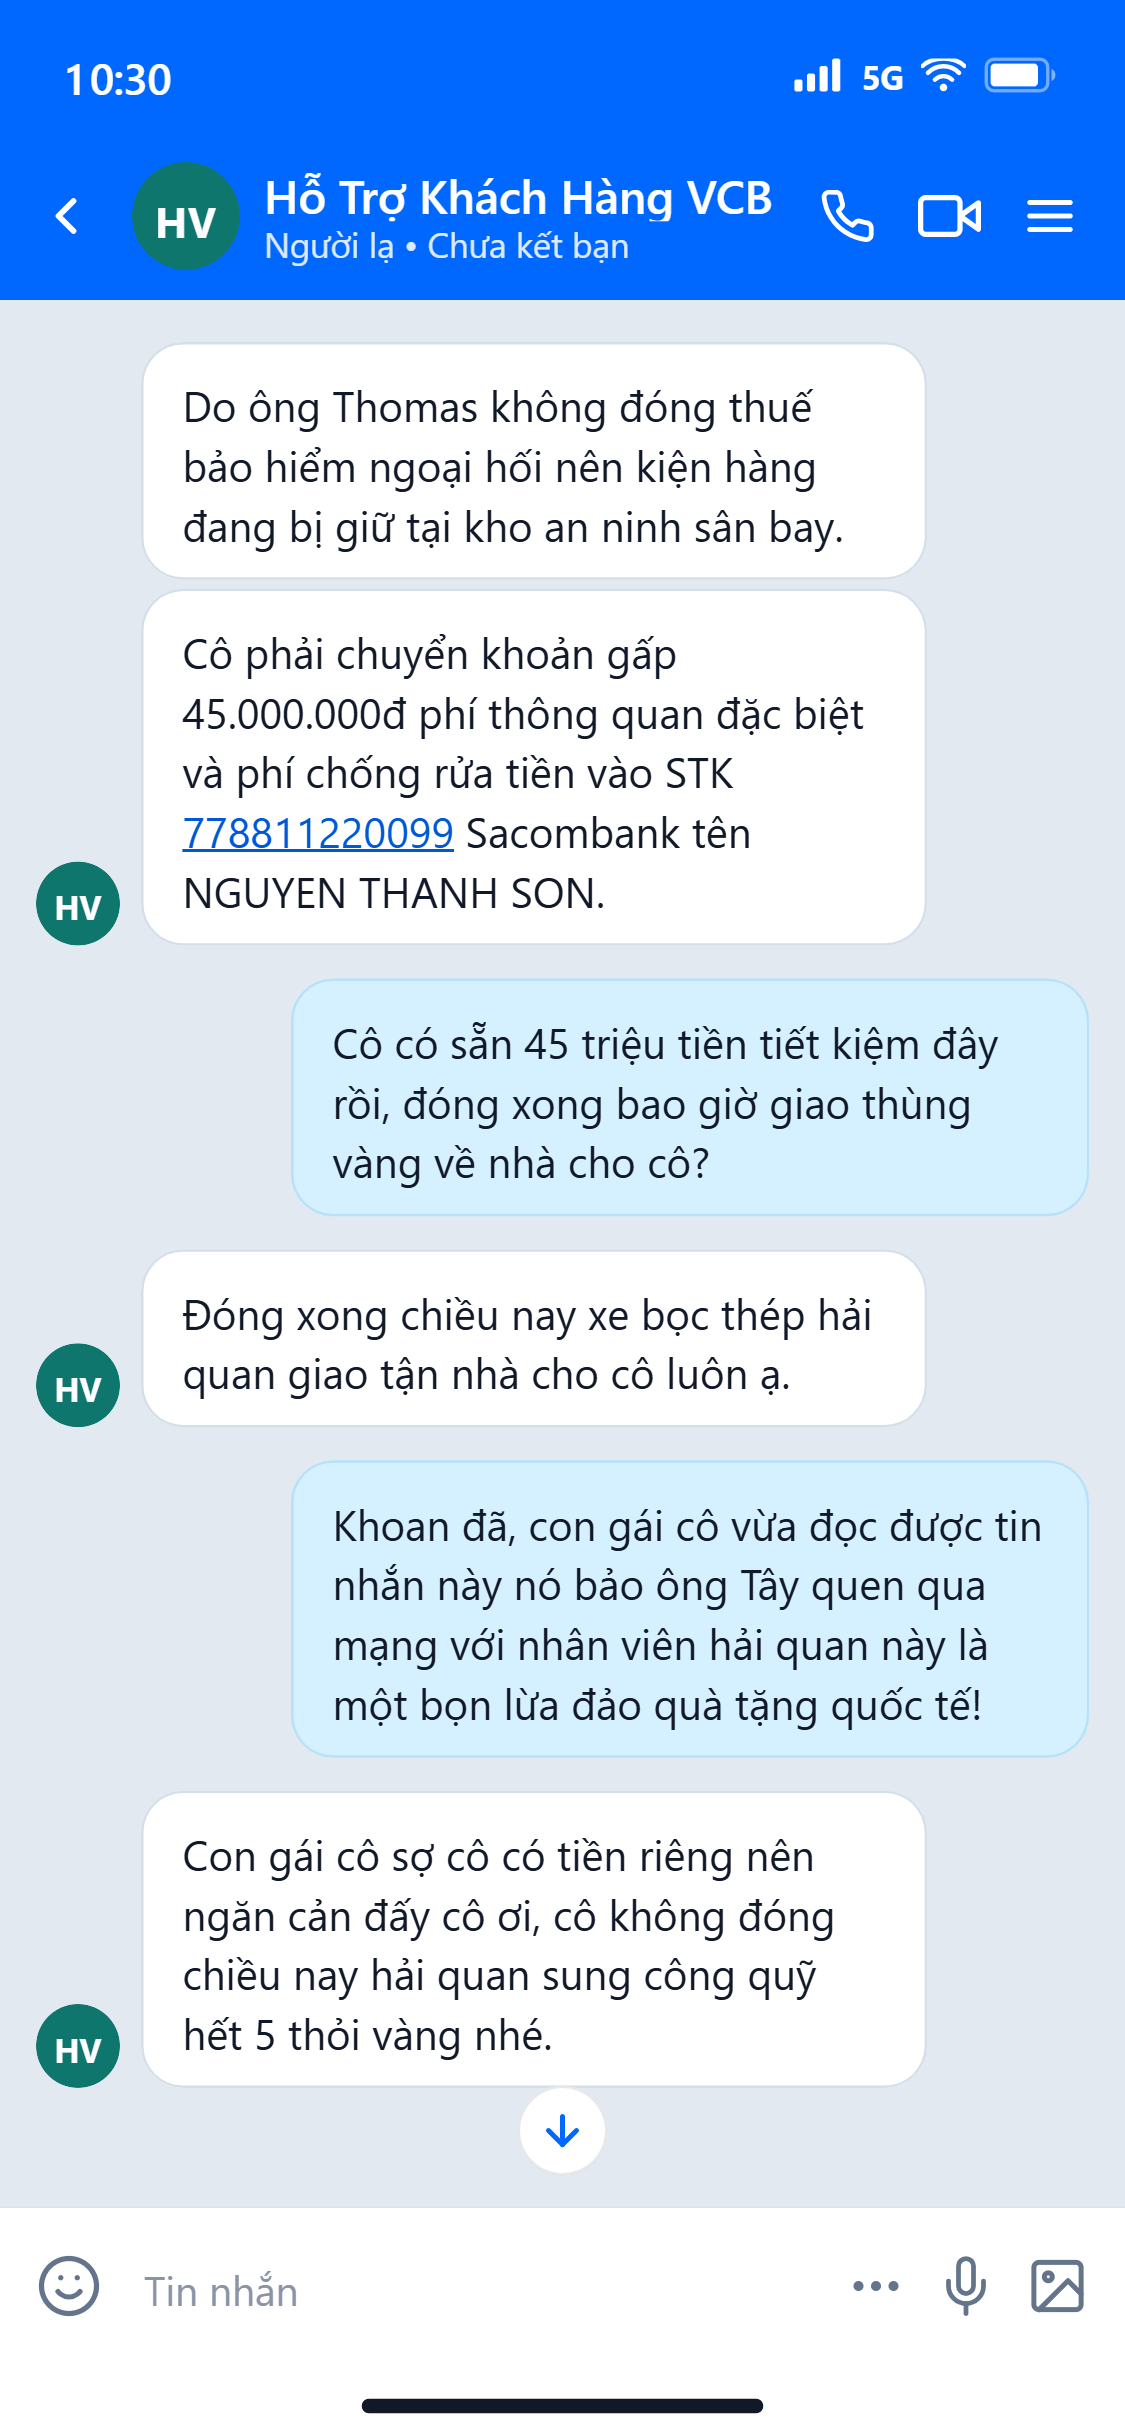 10:30
5G
HV
Hỗ Trợ Khách Hàng VCB
Người lạ • Chưa kết bạn
Do ông Thomas không đóng thuế
bảo hiểm ngoại hối nên kiện hàng
đang bị giữ tại kho an ninh sân bay.
Cô phải chuyển khoản gấp
45.000.000đ phí thông quan đặc biệt
và phí chống rửa tiền vào STK
778811220099 Sacombank tên
NGUYEN THANH SON.
HV
Cô có sẵn 45 triệu tiền tiết kiệm đây
rồi, đóng xong bao giờ giao thùng
vàng về nhà cho cô?
Đóng xong chiều nay xe bọc thép hải
quan giao tận nhà cho cô luôn ạ.
HV
Khoan đã, con gái cô vừa đọc được tin
nhắn này nó bảo ông Tây quen qua
mạng với nhân viên hải quan này là
một bọn lừa đảo quà tặng quốc tế!
Con gái cô sợ cô có tiền riêng nên
ngăn cản đấy cô ơi, cô không đóng
chiều nay hải quan sung công quỹ
hết 5 thỏi vàng nhé.
HV
Tin nhắn